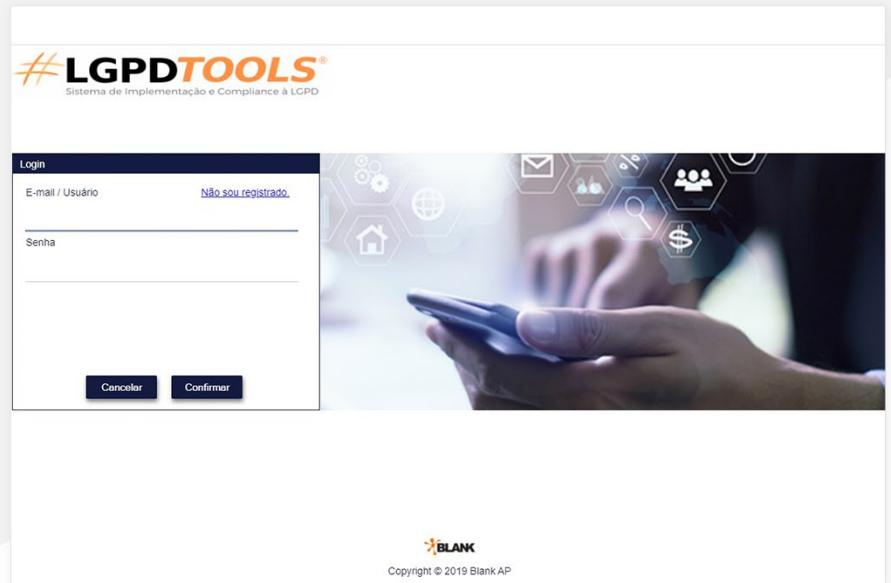 #LGPDTOOLS®
Sistema de Implementação e Compliance à LGPD
Login
E-mail / Usuário
Não sou registrado.
Senha
Cancelar
Confirmar
BLANK
Copyright © 2019 Blank AP